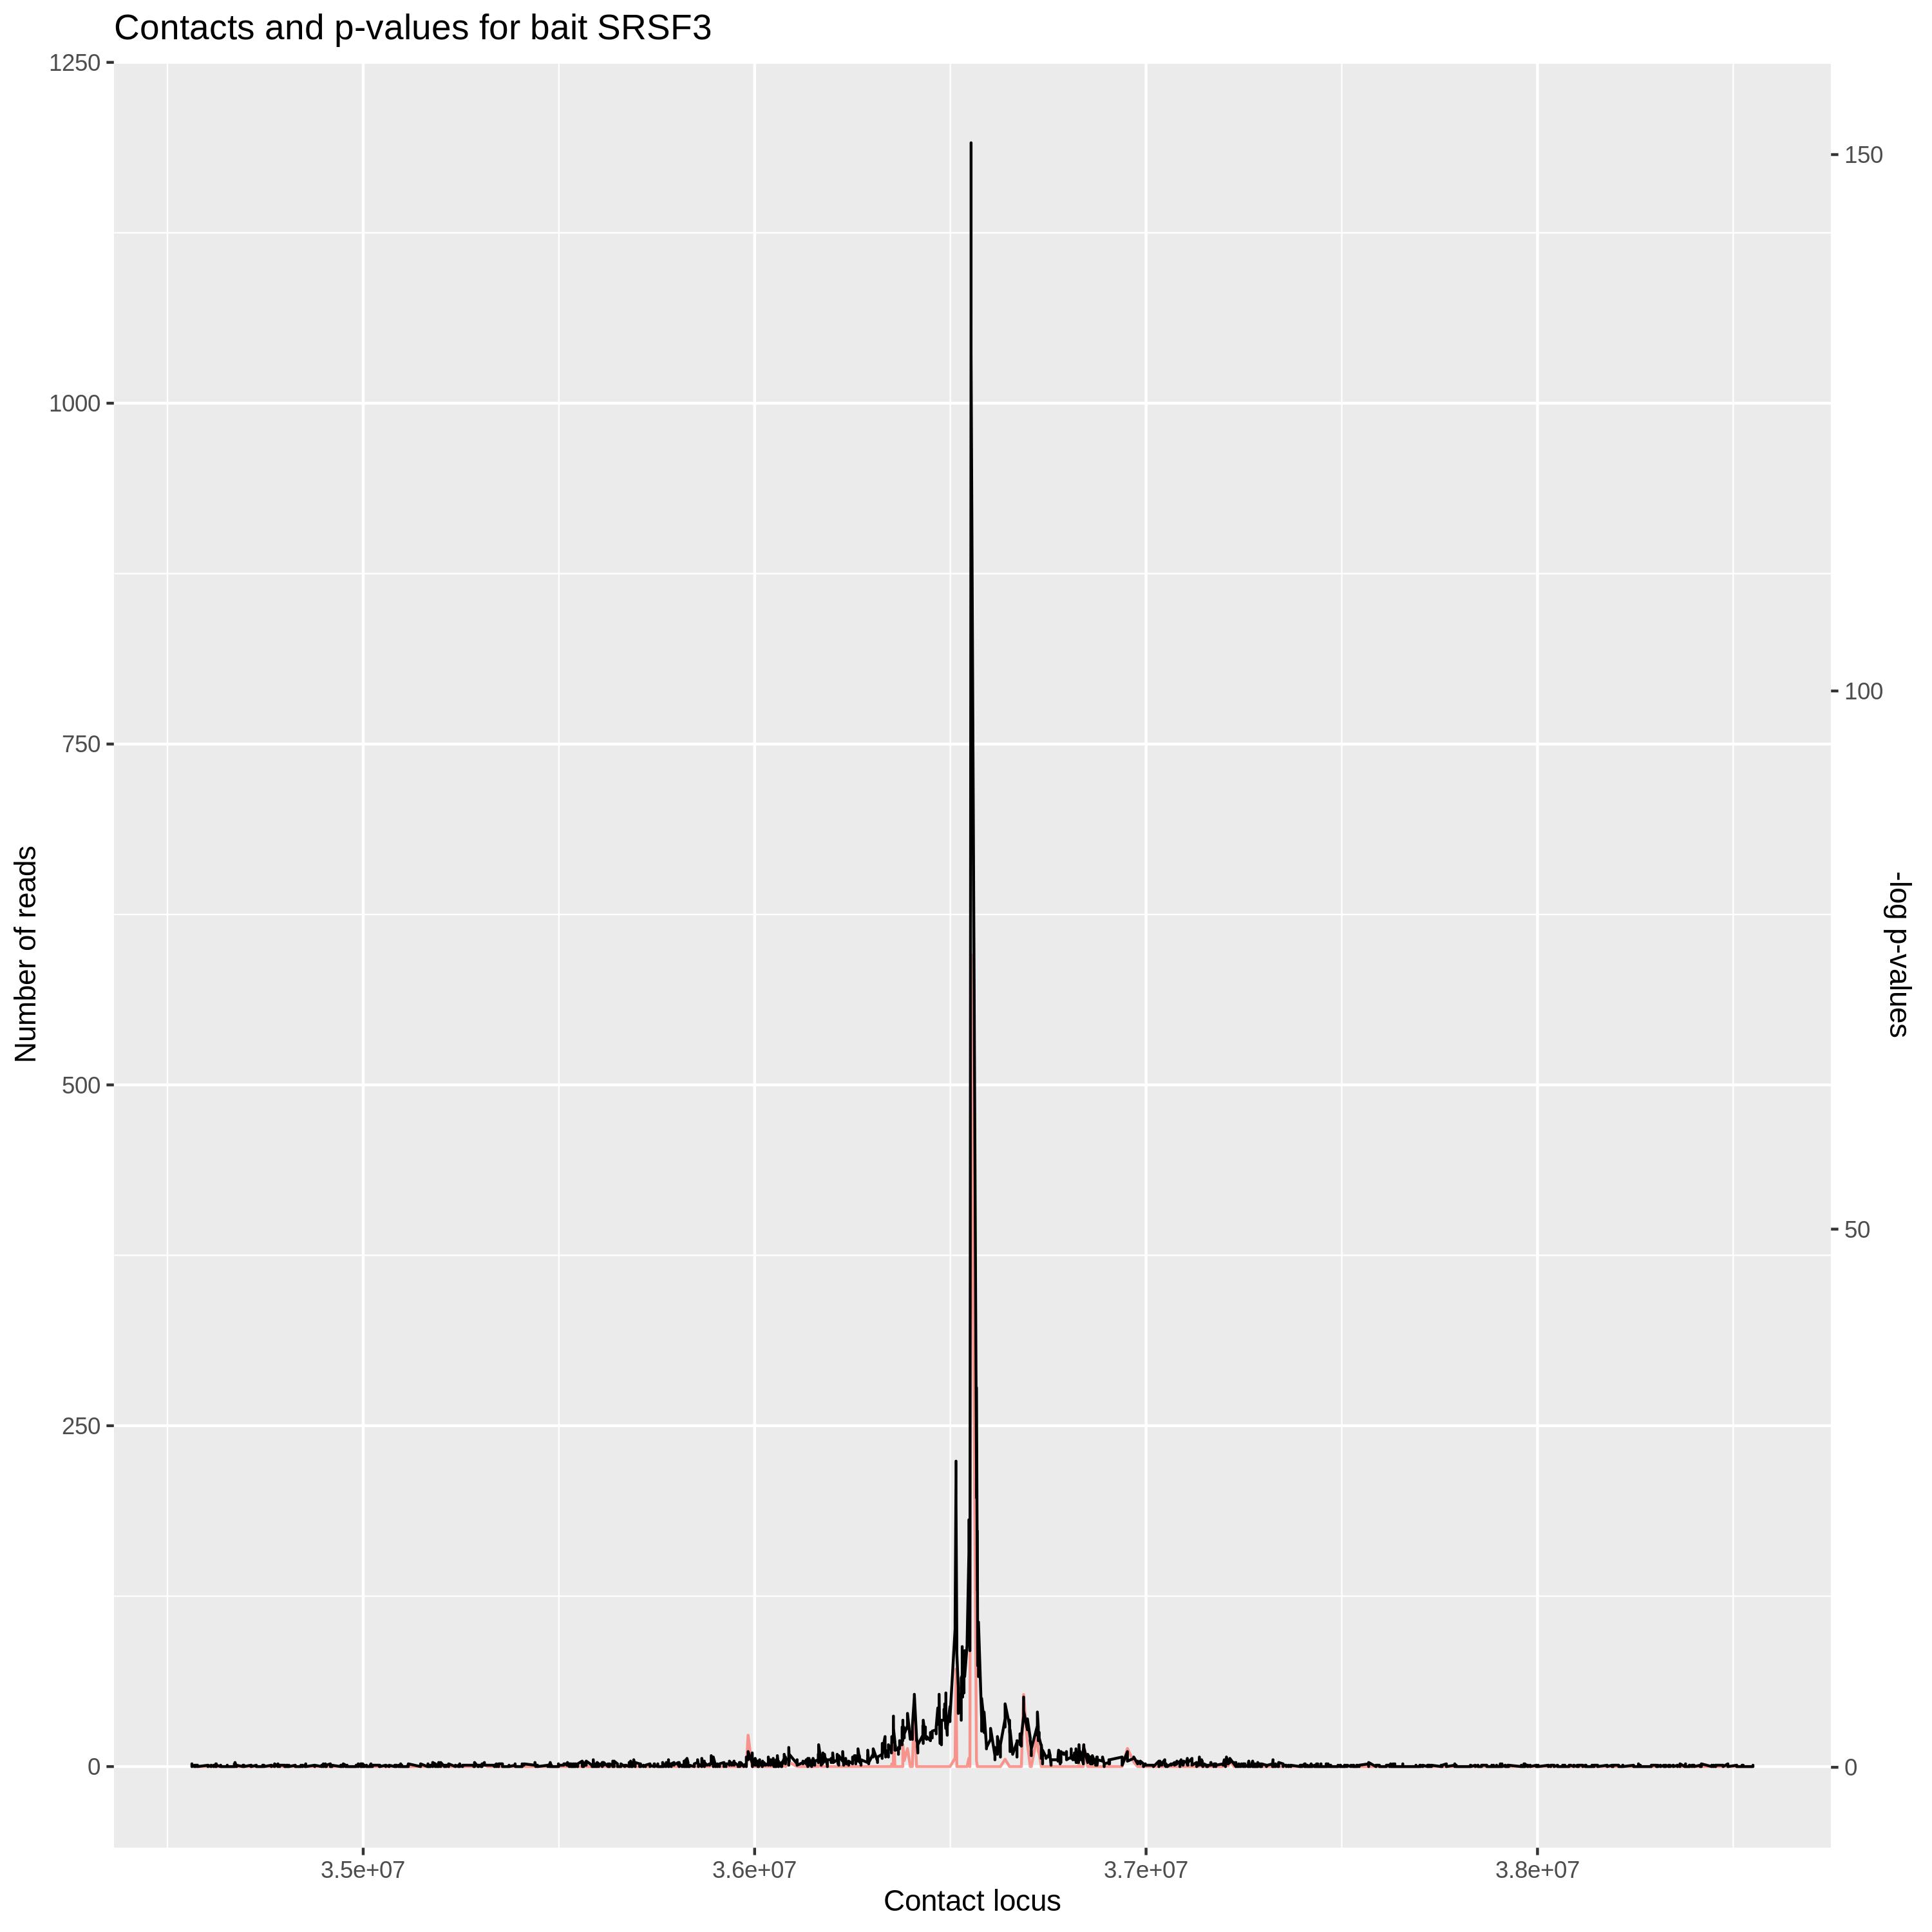 Contacts and p-values for bait SRSF3
1250
1000
750
500
250
0
Number of reads
150
100
50
0
-log p-values
3.5e+07
3.6e+07
3.7e+07
3.8e+07
Contact locus